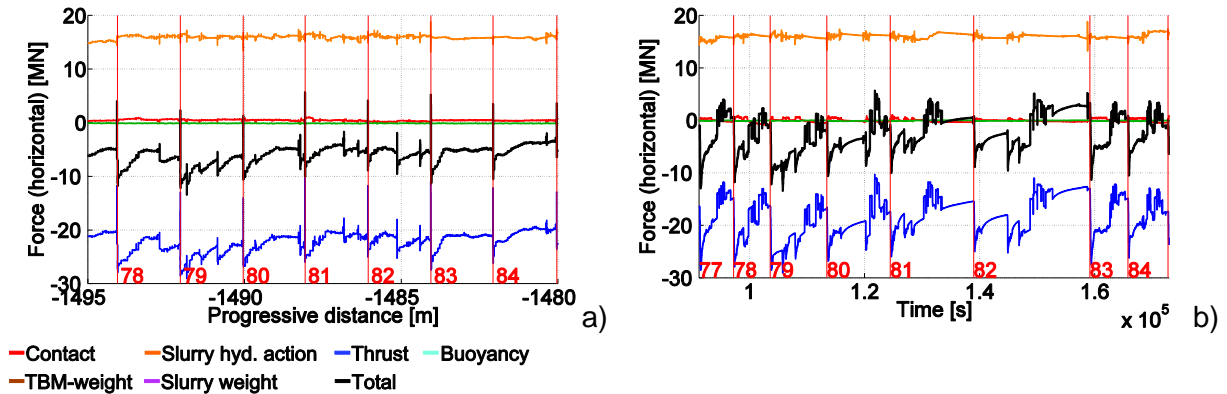 Force (horizontal) [MN]
20
10
0
-10
-20
-30
78
79
80
81
82
83
84
-1495
-1490
-1485
-1480
Progressive distance [m]
a)
Force (horizontal) [MN]
20
10
0
-10
-20
-30
77
78
79
80
81
82
83
84
1
1.2
1.4
1.6
Time [s]
x 10^5
b)
Contact
Slurry hyd. action
Thrust
Buoyancy
TBM-weight
Slurry weight
Total